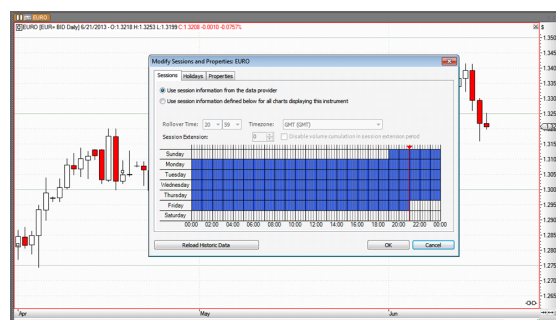 EURO
EURO [EUR+ BID Daily] 6/21/2013 - O:1.3218 H:1.3253 L:1.3199 C:1.3208 -0.0010 -0.0757%
$
Modify Sessions and Properties: EURO
Sessions Holidays Properties
Use session information from the data provider
Use session information defined below for all charts displaying this instrument
Rollover Time: 20 39 Timezone: GMT (GMT)
Session Extension: 0 Disable volume cumulation in session extension period
Sunday
Monday
Tuesday
Wednesday
Thursday
Friday
Saturday
00:00 02:00 04:00 06:00 08:00 10:00 12:00 14:00 16:00 18:00 20:00 22:00 00:00
Reload Historic Data OK Cancel
1.350
1.345
1.340
1.335
1.330
1.325
1.315
1.310
1.305
1.300
1.295
1.290
1.285
1.280
1.275
1.270
1.265
Apr May Jun